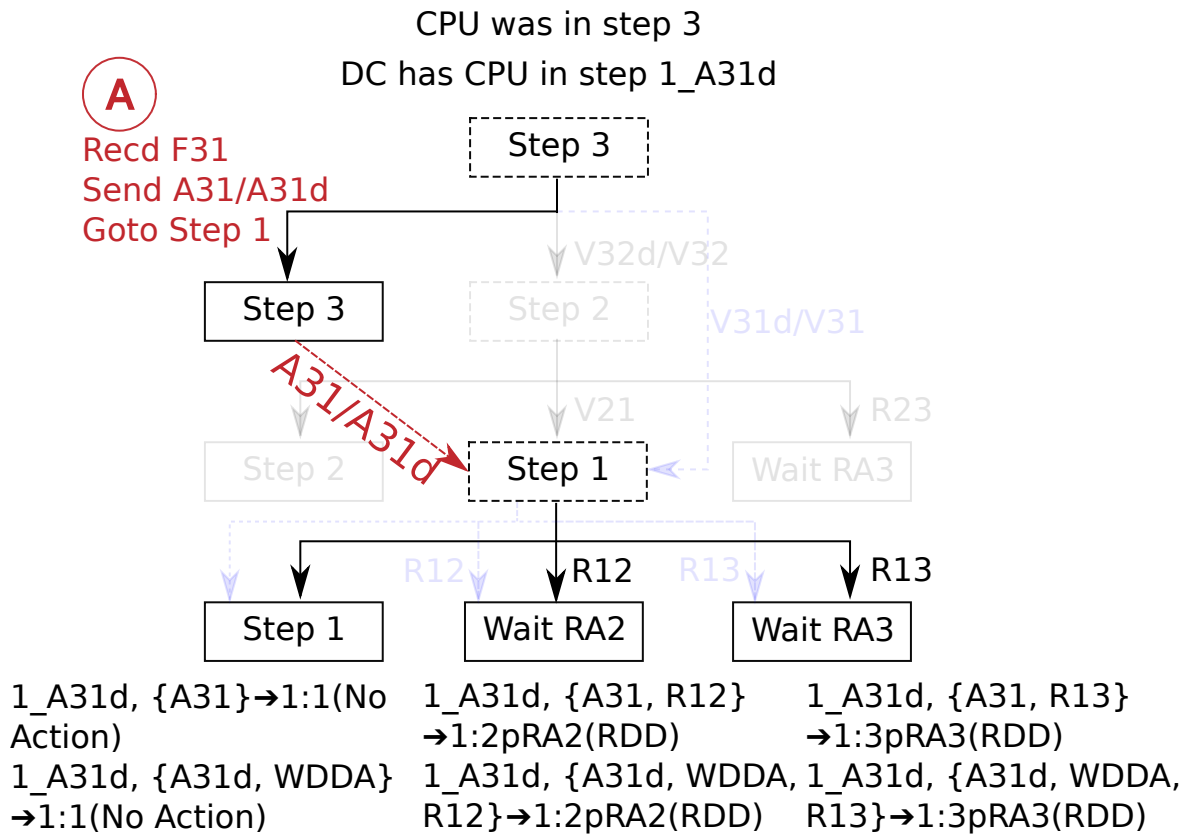 CPU was in step 3
DC has CPU in step 1_A31d
A
Recd F31
Send A31/A31d
Goto Step 1
Step 3
V32d/V32
Step 3
Step 2
V31d/V31
A31/A31d
V21
R23
Step 2
Step 1
Wait RA3
R12
R12
R13
R13
Step 1
Wait RA2
Wait RA3
1_A31d, {A31}➔1:1(No
Action)
1_A31d, {A31d, WDDA}
➔1:1(No Action)
1_A31d, {A31, R12}
➔1:2pRA2(RDD)
1_A31d, {A31d, WDDA,
R12}➔1:2pRA2(RDD)
1_A31d, {A31, R13}
➔1:3pRA3(RDD)
1_A31d, {A31d, WDDA,
R13}➔1:3pRA3(RDD)